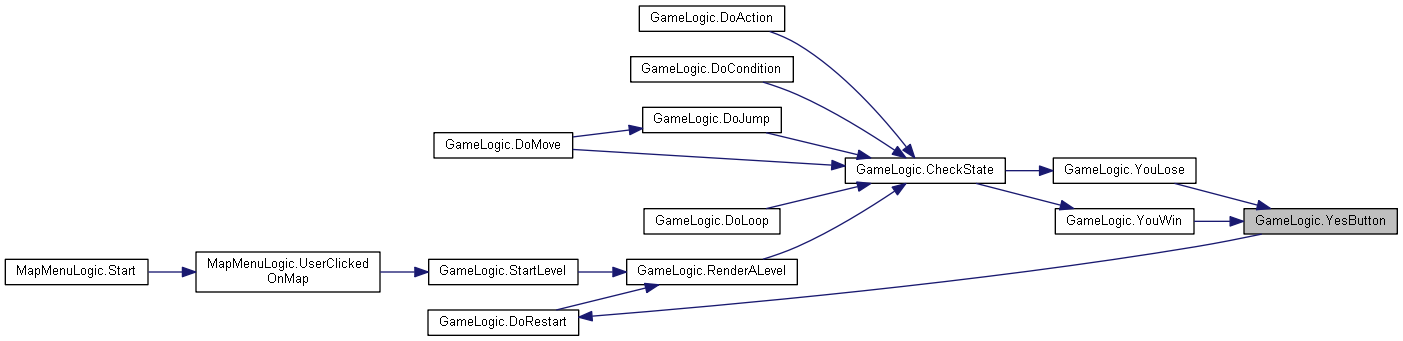 GameLogic.DoAction
GameLogic.DoCondition
GameLogic.DoJump
GameLogic.DoMove
GameLogic.CheckState
GameLogic.YouLose
GameLogic.DoLoop
GameLogic.YouWin
GameLogic.YesButton
MapMenuLogic.Start
MapMenuLogic.UserClicked
OnMap
GameLogic.StartLevel
GameLogic.RenderALevel
GameLogic.DoRestart